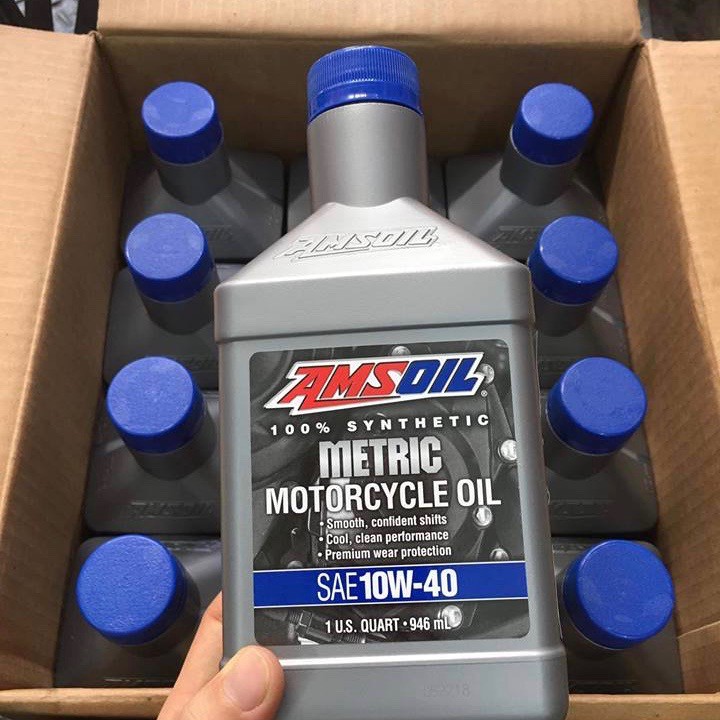 AMSOIL
AMSOIL®
100% SYNTHETIC
METRIC
MOTORCYCLE OIL
• Smooth, confident shifts
• Cool, clean performance
• Premium wear protection
SAE 10W-40
1 U.S. QUART • 946 mL